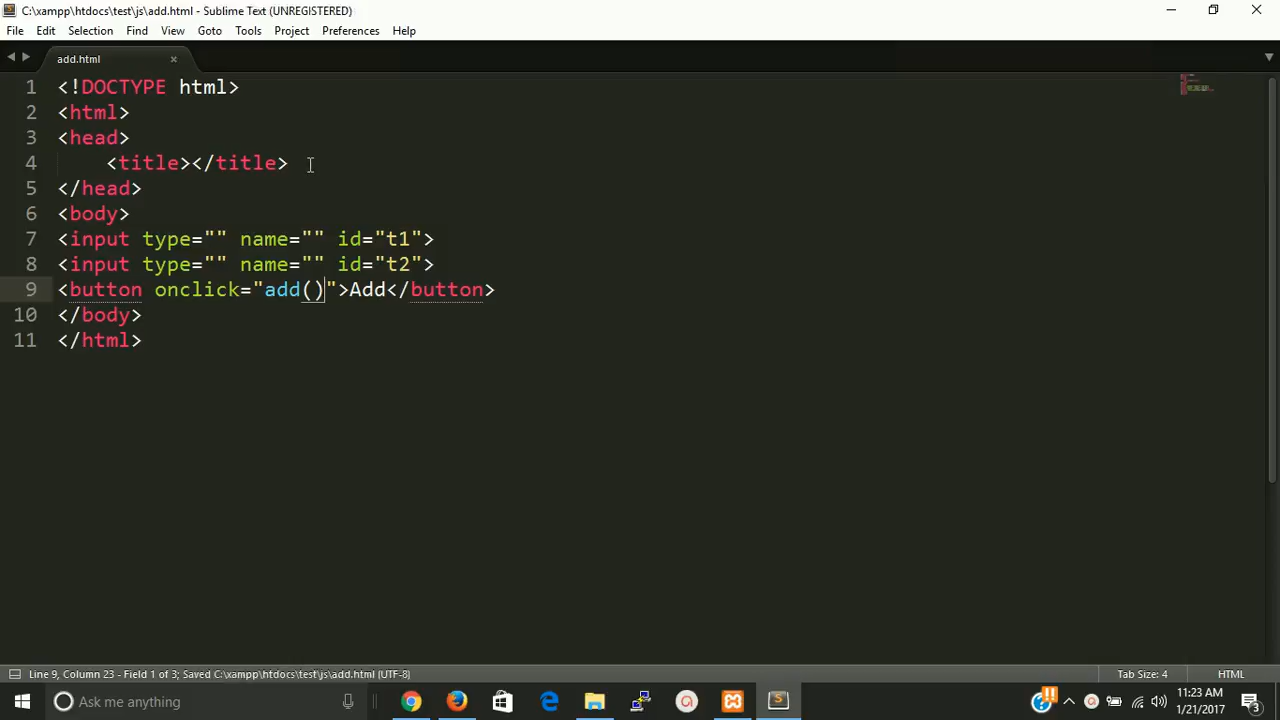 C:\xampp\htdocs\test\js\add.html - Sublime Text (UNREGISTERED)
File Edit Selection Find View Goto Tools Project Preferences Help
add.html ×
1 <!DOCTYPE html>
2 <html>
3 <head>
4     <title></title>
5 </head>
6 <body>
7 <input type="" name="" id="t1">
8 <input type="" name="" id="t2">
9 <button onclick="add()">Add</button>
10 </body>
11 </html>
Line 9, Column 23 - Field 1 of 3; Saved C:\xampp\htdocs\test\js\add.html (UTF-8) Tab Size: 4 HTML
Ask me anything
11:23 AM
1/21/2017
3